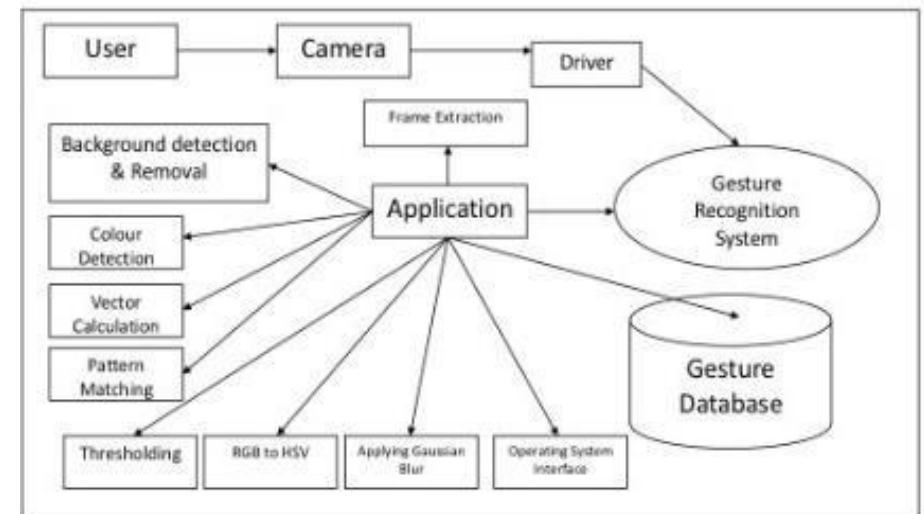 User
Camera
Driver
Frame Extraction
Background detection
& Removal
Application
Gesture
Recognition
System
Colour
Detection
Vector
Calculation
Pattern
Matching
Gesture
Database
Thresholding
RGB to HSV
Applying Gaussian
Blur
Operating System
Interface